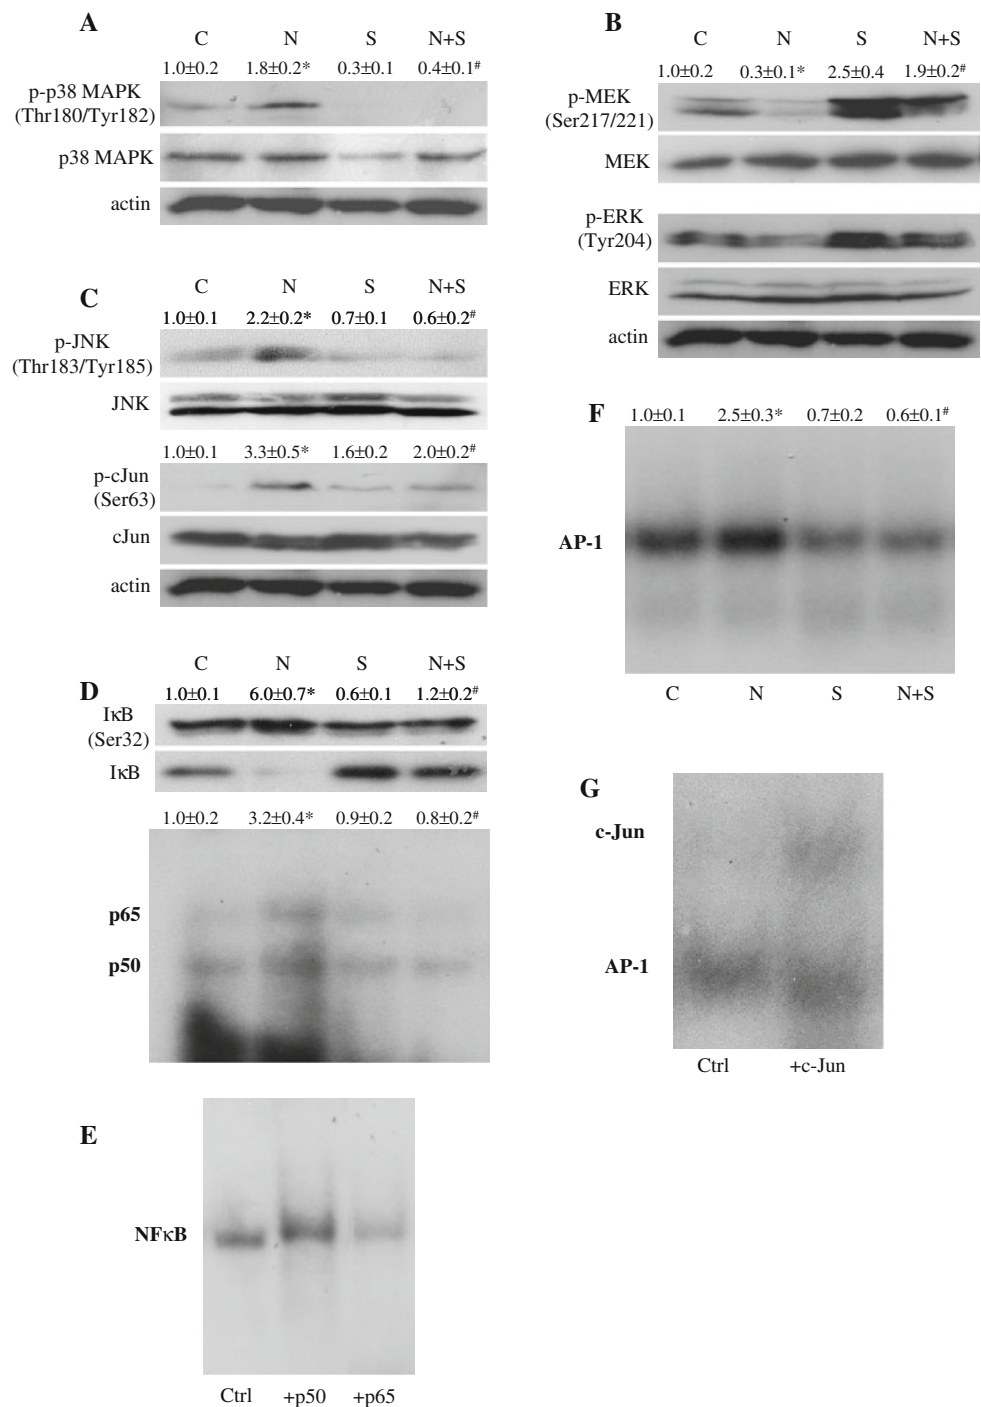 A
C N S N+S
1.0±0.2 1.8±0.2* 0.3±0.1 0.4±0.1#
p-p38 MAPK
(Thr180/Tyr182)
p38 MAPK
actin
B
C N S N+S
1.0±0.2 0.3±0.1* 2.5±0.4 1.9±0.2#
p-MEK
(Ser217/221)
MEK
p-ERK
(Tyr204)
ERK
actin
C
C N S N+S
1.0±0.1 2.2±0.2* 0.7±0.1 0.6±0.2#
p-JNK
(Thr183/Tyr185)
JNK
1.0±0.1 3.3±0.5* 1.6±0.2 2.0±0.2#
p-cJun
(Ser63)
cJun
actin
D
C N S N+S
1.0±0.1 6.0±0.7* 0.6±0.1 1.2±0.2#
IκB
(Ser32)
IκB
1.0±0.2 3.2±0.4* 0.9±0.2 0.8±0.2#
p65
p50
E
NFκB
Ctrl +p50 +p65
F
1.0±0.1 2.5±0.3* 0.7±0.2 0.6±0.1#
AP-1
C N S N+S
G
c-Jun
AP-1
Ctrl +c-Jun